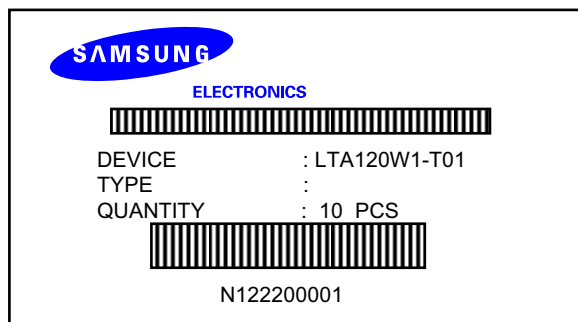 SAMSUNG
ELECTRONICS
DEVICE : LTA120W1-T01
TYPE :
QUANTITY : 10 PCS
N122200001